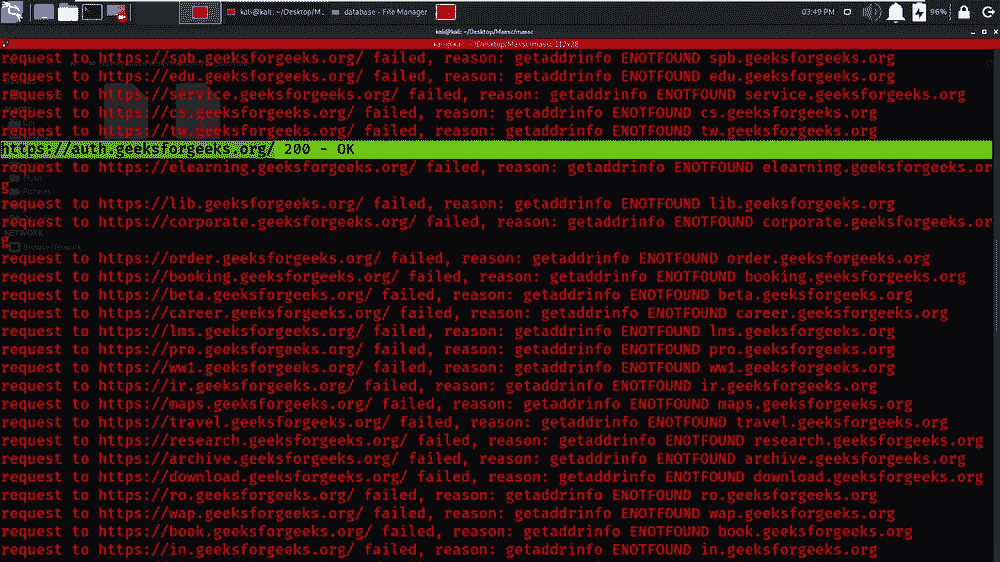 kali@kali: ~/Desktop/M... database - File Manager 03:49 PM 96%
kali@kali: ~/Desktop/Massc/massc
kali@kali: ~/Desktop/Massc/massc 112x28
request to https://spb.geeksforgeeks.org/ failed, reason: getaddrinfo ENOTFOUND spb.geeksforgeeks.org
request to https://edu.geeksforgeeks.org/ failed, reason: getaddrinfo ENOTFOUND edu.geeksforgeeks.org
request to https://service.geeksforgeeks.org/ failed, reason: getaddrinfo ENOTFOUND service.geeksforgeeks.org
request to https://cs.geeksforgeeks.org/ failed, reason: getaddrinfo ENOTFOUND cs.geeksforgeeks.org
request to https://tw.geeksforgeeks.org/ failed, reason: getaddrinfo ENOTFOUND tw.geeksforgeeks.org
https://auth.geeksforgeeks.org/ 200 - OK
request to https://elearning.geeksforgeeks.org/ failed, reason: getaddrinfo ENOTFOUND elearning.geeksforgeeks.or
g
Music
Pictures
request to https://lib.geeksforgeeks.org/ failed, reason: getaddrinfo ENOTFOUND lib.geeksforgeeks.org
request to https://corporate.geeksforgeeks.org/ failed, reason: getaddrinfo ENOTFOUND corporate.geeksforgeeks.or
g
NETWORK
Browse Network
request to https://order.geeksforgeeks.org/ failed, reason: getaddrinfo ENOTFOUND order.geeksforgeeks.org
request to https://booking.geeksforgeeks.org/ failed, reason: getaddrinfo ENOTFOUND booking.geeksforgeeks.org
request to https://beta.geeksforgeeks.org/ failed, reason: getaddrinfo ENOTFOUND beta.geeksforgeeks.org
request to https://career.geeksforgeeks.org/ failed, reason: getaddrinfo ENOTFOUND career.geeksforgeeks.org
request to https://lms.geeksforgeeks.org/ failed, reason: getaddrinfo ENOTFOUND lms.geeksforgeeks.org
request to https://pro.geeksforgeeks.org/ failed, reason: getaddrinfo ENOTFOUND pro.geeksforgeeks.org
request to https://ww1.geeksforgeeks.org/ failed, reason: getaddrinfo ENOTFOUND ww1.geeksforgeeks.org
request to https://ir.geeksforgeeks.org/ failed, reason: getaddrinfo ENOTFOUND ir.geeksforgeeks.org
request to https://maps.geeksforgeeks.org/ failed, reason: getaddrinfo ENOTFOUND maps.geeksforgeeks.org
request to https://travel.geeksforgeeks.org/ failed, reason: getaddrinfo ENOTFOUND travel.geeksforgeeks.org
request to https://research.geeksforgeeks.org/ failed, reason: getaddrinfo ENOTFOUND research.geeksforgeeks.org
request to https://archive.geeksforgeeks.org/ failed, reason: getaddrinfo ENOTFOUND archive.geeksforgeeks.org
request to https://download.geeksforgeeks.org/ failed, reason: getaddrinfo ENOTFOUND download.geeksforgeeks.org
request to https://ro.geeksforgeeks.org/ failed, reason: getaddrinfo ENOTFOUND ro.geeksforgeeks.org
request to https://wap.geeksforgeeks.org/ failed, reason: getaddrinfo ENOTFOUND wap.geeksforgeeks.org
request to https://book.geeksforgeeks.org/ failed, reason: getaddrinfo ENOTFOUND book.geeksforgeeks.org
request to https://in.geeksforgeeks.org/ failed, reason: getaddrinfo ENOTFOUND in.geeksforgeeks.org